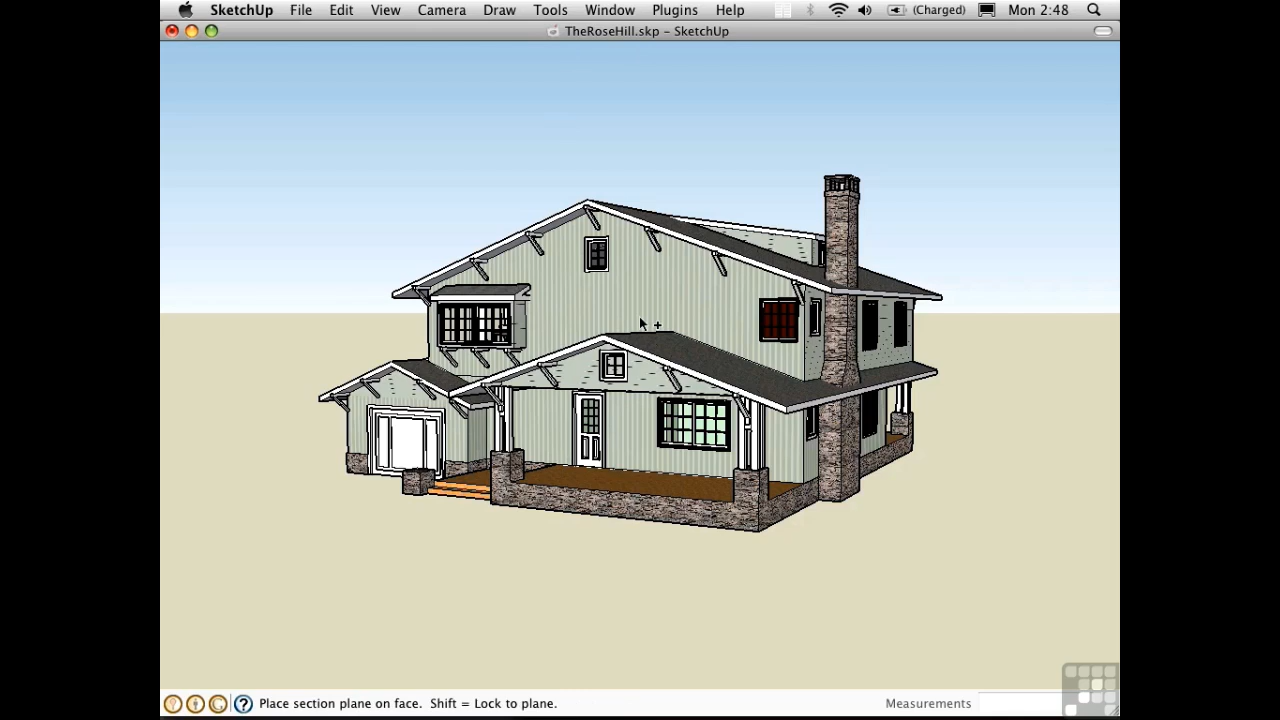 SketchUp File Edit View Camera Draw Tools Window Plugins Help (Charged) Mon 2:48
TheRoseHill.skp – SketchUp
Place section plane on face. Shift = Lock to plane. Measurements